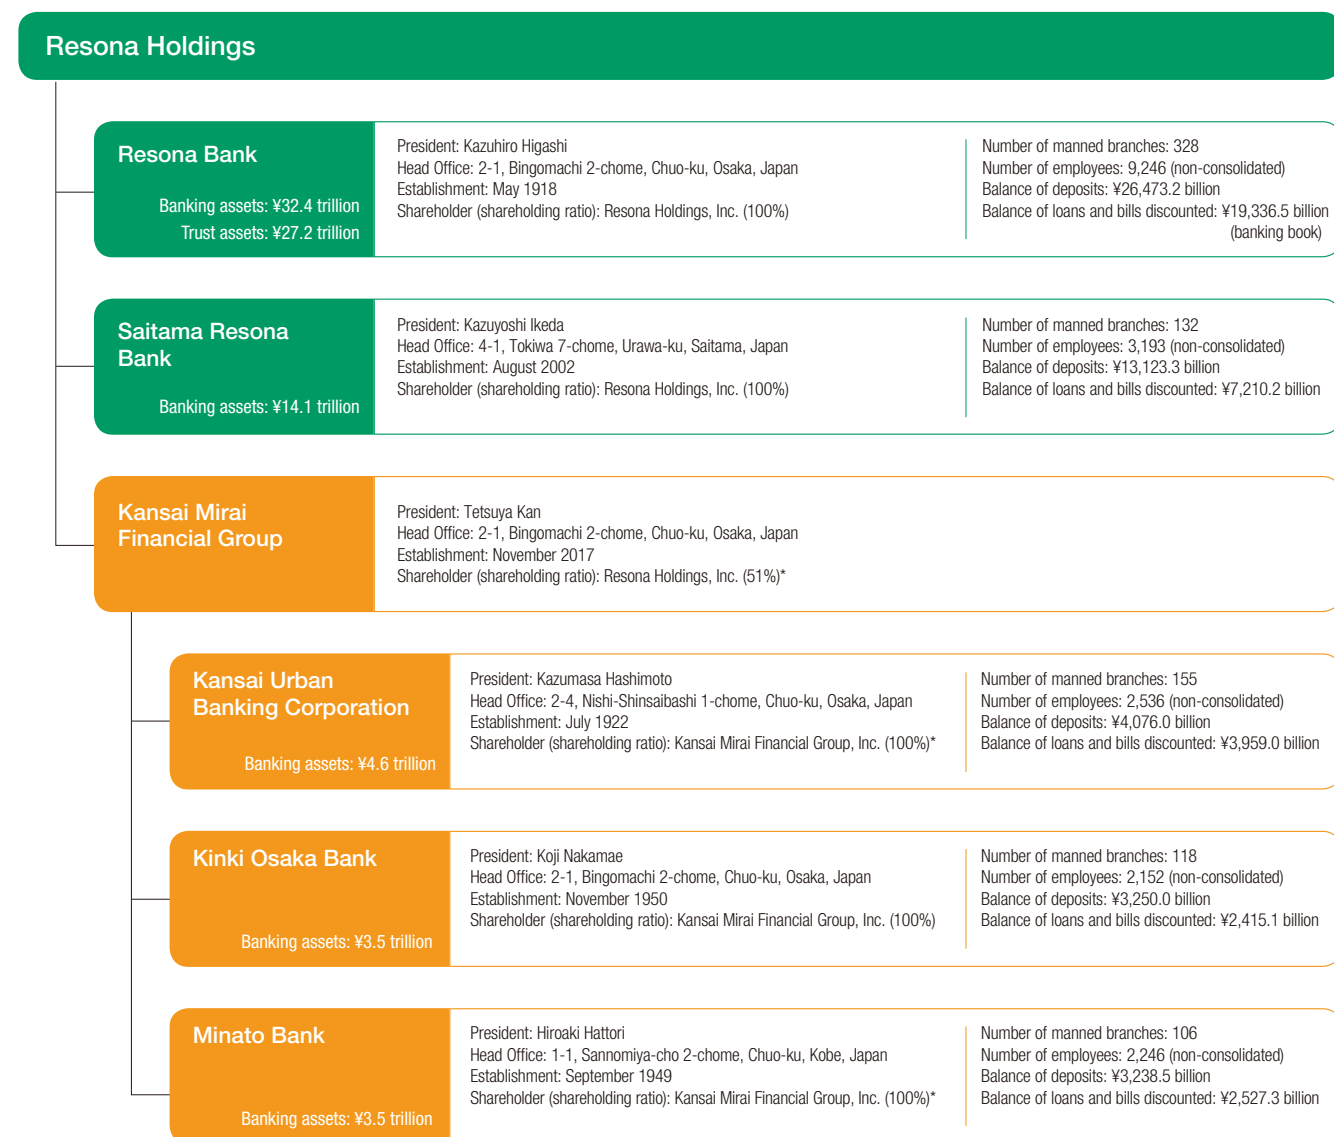 Resona Holdings
Resona Bank
Banking assets: ¥32.4 trillion
Trust assets: ¥27.2 trillion
President: Kazuhiro Higashi
Head Office: 2-1, Bingomachi 2-chome, Chuo-ku, Osaka, Japan
Establishment: May 1918
Shareholder (shareholding ratio): Resona Holdings, Inc. (100%)
Number of manned branches: 328
Number of employees: 9,246 (non-consolidated)
Balance of deposits: ¥26,473.2 billion
Balance of loans and bills discounted: ¥19,336.5 billion
(banking book)
Saitama Resona
Bank
Banking assets: ¥14.1 trillion
President: Kazuyoshi Ikeda
Head Office: 4-1, Tokiwa 7-chome, Urawa-ku, Saitama, Japan
Establishment: August 2002
Shareholder (shareholding ratio): Resona Holdings, Inc. (100%)
Number of manned branches: 132
Number of employees: 3,193 (non-consolidated)
Balance of deposits: ¥13,123.3 billion
Balance of loans and bills discounted: ¥7,210.2 billion
Kansai Mirai
Financial Group
President: Tetsuya Kan
Head Office: 2-1, Bingomachi 2-chome, Chuo-ku, Osaka, Japan
Establishment: November 2017
Shareholder (shareholding ratio): Resona Holdings, Inc. (51%)*
Kansai Urban
Banking Corporation
Banking assets: ¥4.6 trillion
President: Kazumasa Hashimoto
Head Office: 2-4, Nishi-Shinsaibashi 1-chome, Chuo-ku, Osaka, Japan
Establishment: July 1922
Shareholder (shareholding ratio): Kansai Mirai Financial Group, Inc. (100%)*
Number of manned branches: 155
Number of employees: 2,536 (non-consolidated)
Balance of deposits: ¥4,076.0 billion
Balance of loans and bills discounted: ¥3,959.0 billion
Kinki Osaka Bank
Banking assets: ¥3.5 trillion
President: Koji Nakamae
Head Office: 2-1, Bingomachi 2-chome, Chuo-ku, Osaka, Japan
Establishment: November 1950
Shareholder (shareholding ratio): Kansai Mirai Financial Group, Inc. (100%)
Number of manned branches: 118
Number of employees: 2,152 (non-consolidated)
Balance of deposits: ¥3,250.0 billion
Balance of loans and bills discounted: ¥2,415.1 billion
Minato Bank
Banking assets: ¥3.5 trillion
President: Hiroaki Hattori
Head Office: 1-1, Sannomiya-cho 2-chome, Chuo-ku, Kobe, Japan
Establishment: September 1949
Shareholder (shareholding ratio): Kansai Mirai Financial Group, Inc. (100%)*
Number of manned branches: 106
Number of employees: 2,246 (non-consolidated)
Balance of deposits: ¥3,238.5 billion
Balance of loans and bills discounted: ¥2,527.3 billion